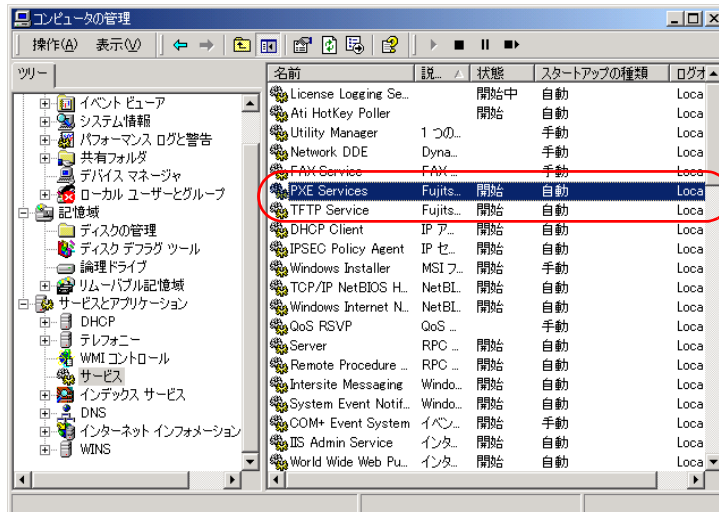 コンピュータの管理
操作(A) 表示(V)
ツリー
イベント ビューア
システム情報
パフォーマンス ログと警告
共有フォルダ
デバイス マネージャ
ローカル ユーザーとグループ
記憶域
ディスクの管理
ディスク デフラグ ツール
論理ドライブ
リムーバブル記憶域
サービスとアプリケーション
DHCP
テレフォニー
WMI コントロール
サービス
インデックス サービス
DNS
インターネット インフォメーション
WINS
名前 説... 状態 スタートアップの種類 ログオ
License Logging Se... 開始中 自動 Loca
Ati HotKey Poller 開始 自動 Loca
Utility Manager 1 つの... 手動 Loca
Network DDE Dyna... 手動 Loca
FAX Service FAX ... 手動 Loca
PXE Services Fujits... 開始 自動 Loca
TFTP Service Fujits... 開始 自動 Loca
DHCP Client IP ア... 開始 自動 Loca
IPSEC Policy Agent IP セ... 開始 自動 Loca
Windows Installer MSI フ... 開始 手動 Loca
TCP/IP NetBIOS H... NetBI... 開始 自動 Loca
Windows Internet N... NetBI... 開始 自動 Loca
QoS RSVP QoS ... 手動 Loca
Server RPC ... 開始 自動 Loca
Remote Procedure ... RPC ... 開始 自動 Loca
Intersite Messaging Windo... 開始 自動 Loca
System Event Notif... Windo... 開始 自動 Loca
COM+ Event System イベン... 開始 手動 Loca
IIS Admin Service インタ... 開始 自動 Loca
World Wide Web Pu... インタ... 開始 自動 Loca